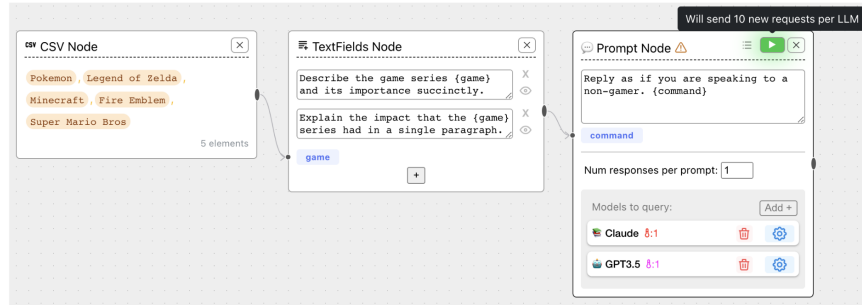 Will send 10 new requests per LLM
CSV CSV Node
Pokemon , Legend of Zelda ,
Minecraft , Fire Emblem ,
Super Mario Bros
5 elements
TextFields Node
Describe the game series {game}
and its importance succinctly.
X
Explain the impact that the {game}
series had in a single paragraph.
X
game
+
Prompt Node
Reply as if you are speaking to a
non-gamer. {command}
command
Num responses per prompt: 1
Models to query:
Add +
Claude :1
GPT3.5 :1